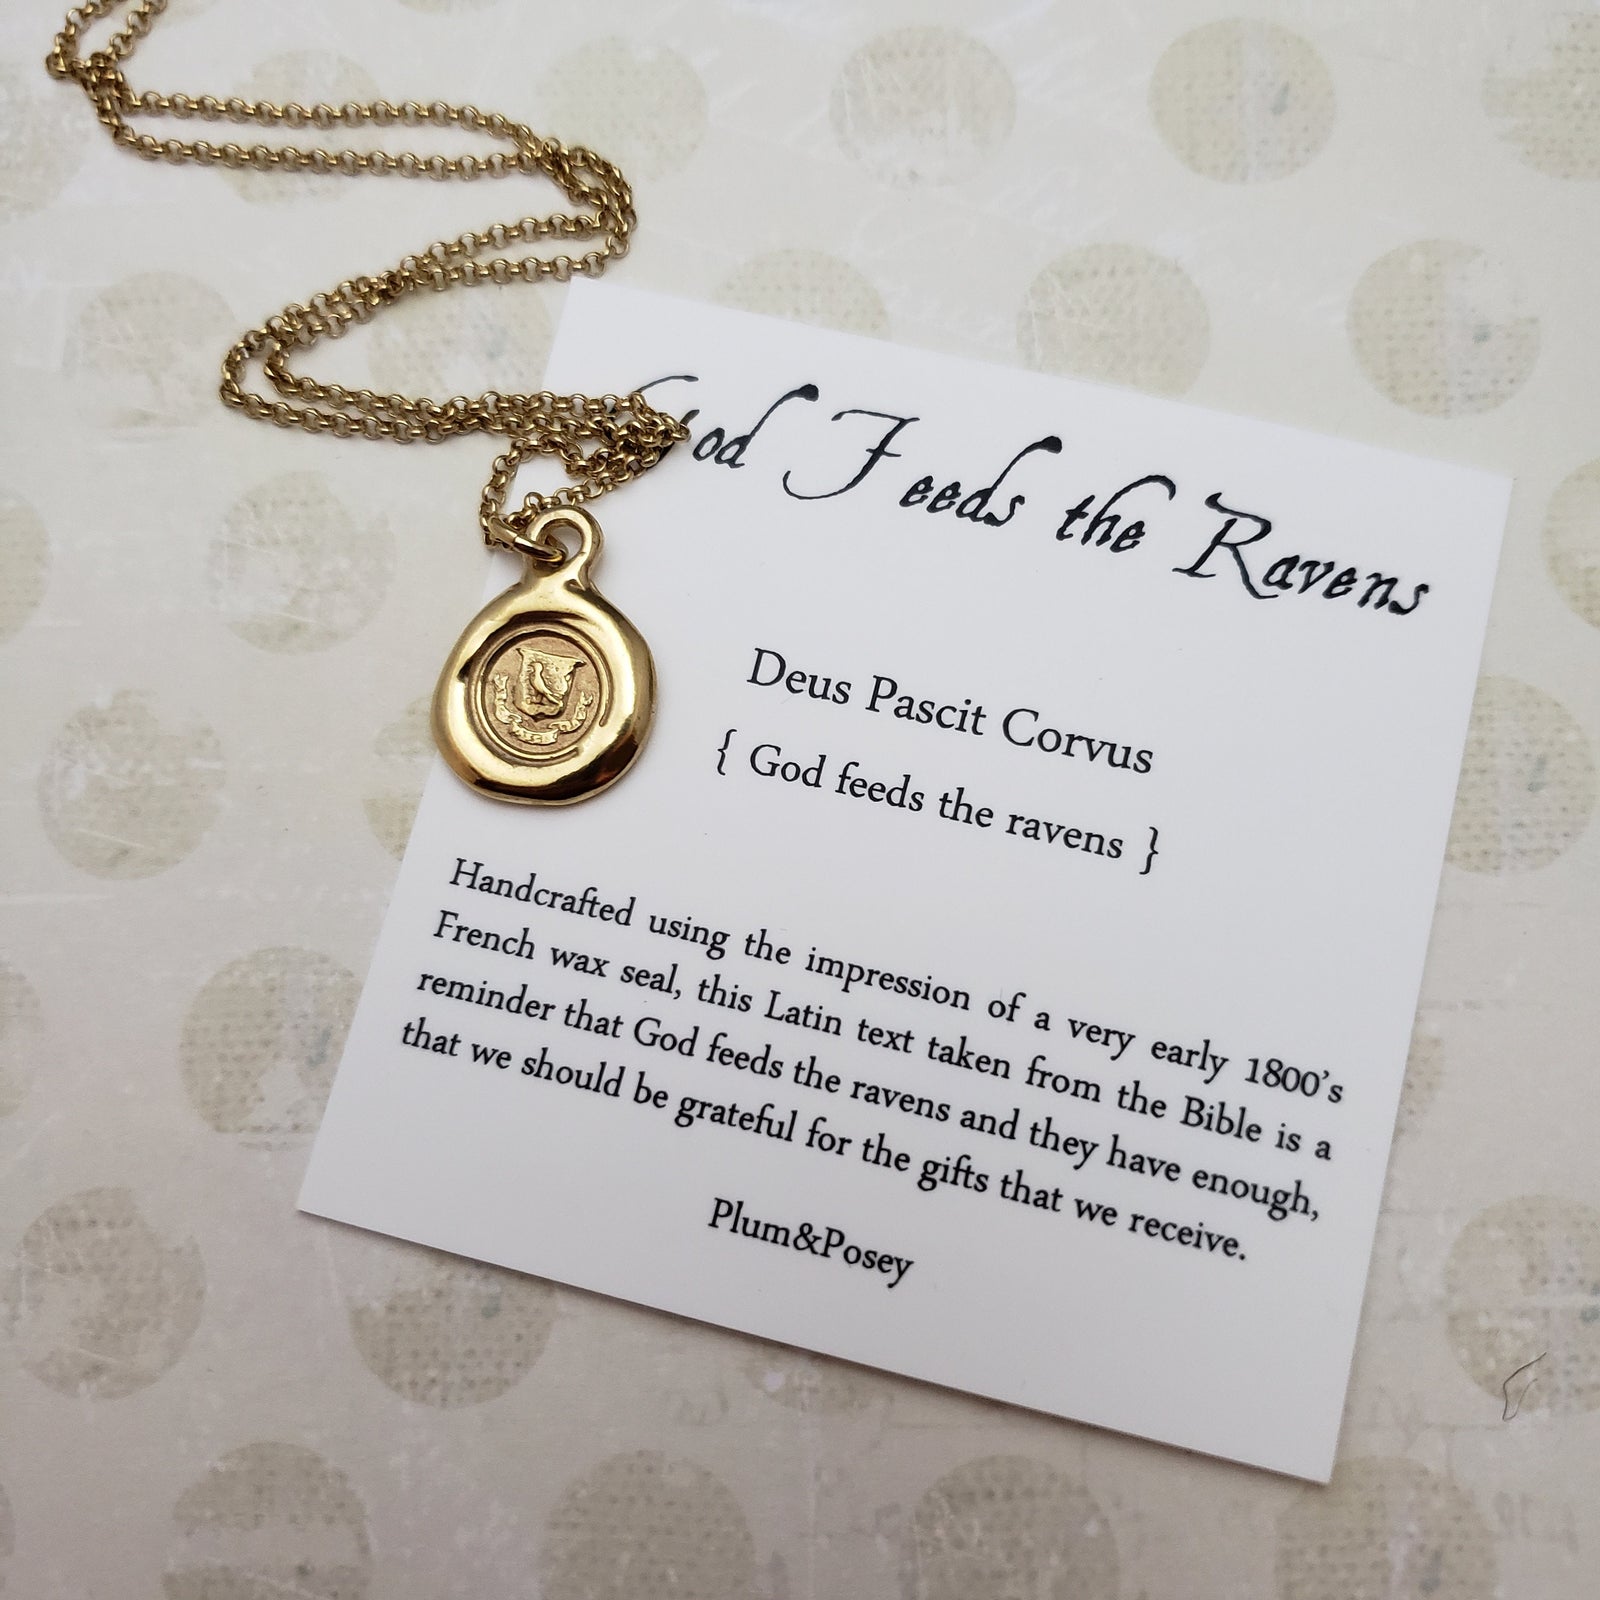 God Feeds the Ravens
Deus Pascit Corvus
{ God feeds the ravens }
Handcrafted using the impression of a very early 1800's
French wax seal, this Latin text taken from the Bible is a
reminder that God feeds the ravens and they have enough,
that we should be grateful for the gifts that we receive.
Plum&Posey